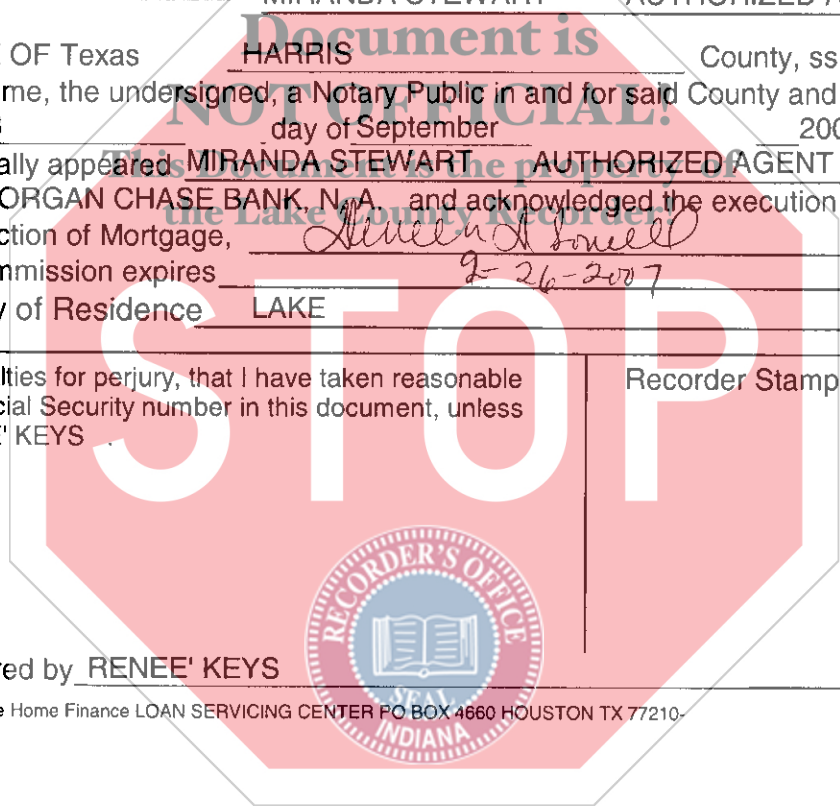 MIRANDA STEWART AUTHORIZED A
Document is
OF Texas HARRIS County, ss
me, the undersigned, a Notary Public in and for said County and
NOT OFFICIAL!
day of September 200
ally appeared MIRANDA STEWART AUTHORIZED AGENT
This Document is the property of
ORGAN CHASE BANK, N. A. and acknowledged the execution
the Lake County Recorder!
ction of Mortgage,
mmission expires 9-26-2007
y of Residence LAKE
STOP
lties for perjury, that I have taken reasonable Recorder Stamp
cial Security number in this document, unless
E' KEYS .
RECORDER'S OFFICE
red by RENEE' KEYS
SEAL
e Home Finance LOAN SERVICING CENTER PO BOX 4660 HOUSTON TX 77210-
INDIANA